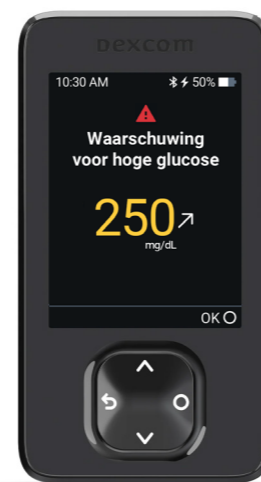 Dexcom
10:30 AM 50%
Waarschuwing
voor hoge glucose
250
mg/dL
OK